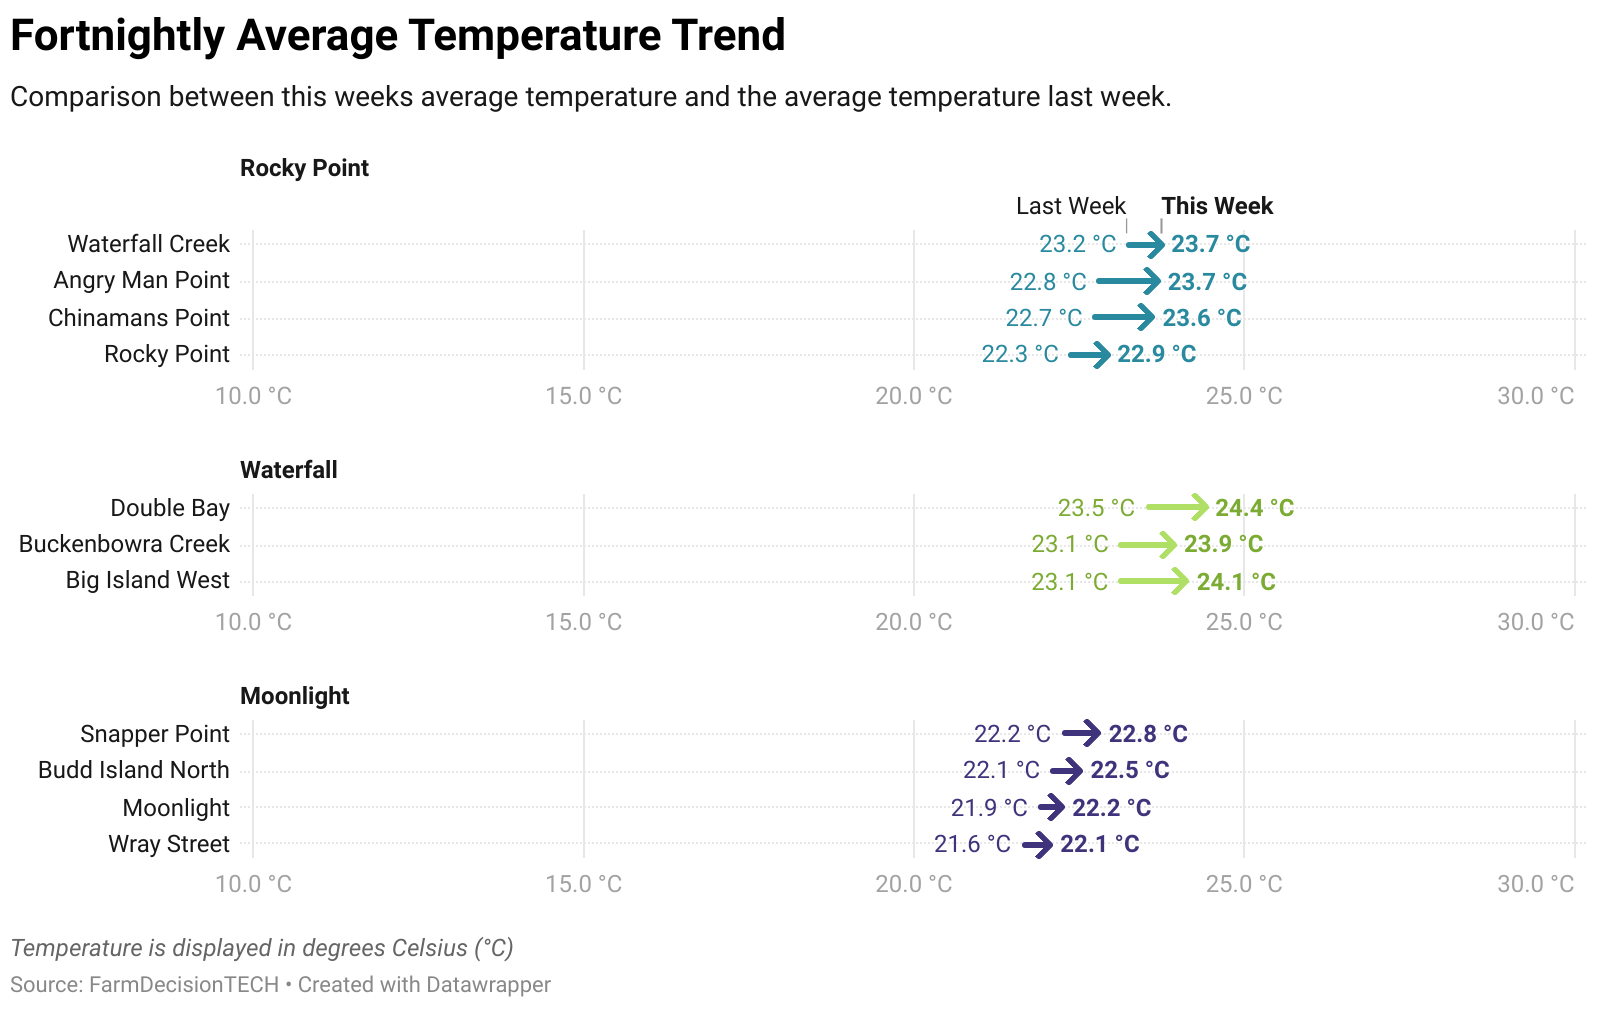 Fortnightly Average Temperature Trend
Comparison between this weeks average temperature and the average temperature last week.
Rocky Point
Last Week This Week
Waterfall Creek 23.2 °C 23.7 °C
Angry Man Point 22.8 °C 23.7 °C
Chinamans Point 22.7 °C 23.6 °C
Rocky Point 22.3 °C 22.9 °C
10.0 °C 15.0 °C 20.0 °C 25.0 °C 30.0 °C
Waterfall
Double Bay 23.5 °C 24.4 °C
Buckenbowra Creek 23.1 °C 23.9 °C
Big Island West 23.1 °C 24.1 °C
10.0 °C 15.0 °C 20.0 °C 25.0 °C 30.0 °C
Moonlight
Snapper Point 22.2 °C 22.8 °C
Budd Island North 22.1 °C 22.5 °C
Moonlight 21.9 °C 22.2 °C
Wray Street 21.6 °C 22.1 °C
10.0 °C 15.0 °C 20.0 °C 25.0 °C 30.0 °C
Temperature is displayed in degrees Celsius (°C)
Source: FarmDecisionTECH • Created with Datawrapper